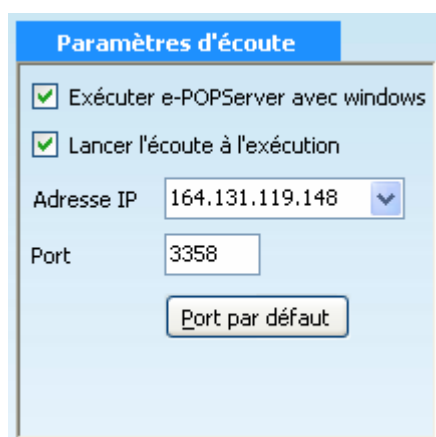 Paramètres d'écoute
Exécuter e-POPServer avec windows
Lancer l'écoute à l'exécution
Adresse IP 164.131.119.148
Port 3358
Port par défaut